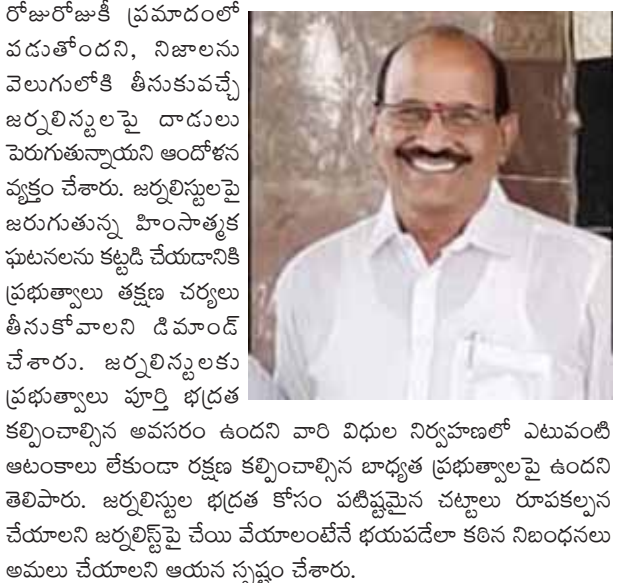 రోజురోజుకీ ప్రమాదంలో
వడుతోందని, నిజాలను
వెలుగులోకి తీసుకువచ్చే
జర్నలిస్టులపై దాడులు
పెరుగుతున్నాయని ఆందోళన
వ్యక్తం చేశారు. జర్నలిస్టులపై
జరుగుతున్న హింసాత్మక
ఘటనలను కట్టడి చేయడానికి
ప్రభుత్వాలు తక్షణ చర్యలు
తీసుకోవాలని డిమాండ్
చేశారు. జర్నలిస్టులకు
ప్రభుత్వాలు పూర్తి భద్రత
కల్పించాల్సిన అవసరం ఉందని వారి విధుల నిర్వహణలో ఎటువంటి
ఆటంకాలు లేకుండా రక్షణ కల్పించాల్సిన బాధ్యత ప్రభుత్వాలపై ఉందని
తెలిపారు. జర్నలిస్టుల భద్రత కోసం పటిష్టమైన చట్టాలు రూపకల్పన
చేయాలని జర్నలిస్ట్‌పై చేయి వేయాలంటేనే భయపడేలా కఠిన నిబంధనలు
అమలు చేయాలని ఆయన స్పష్టం చేశారు.